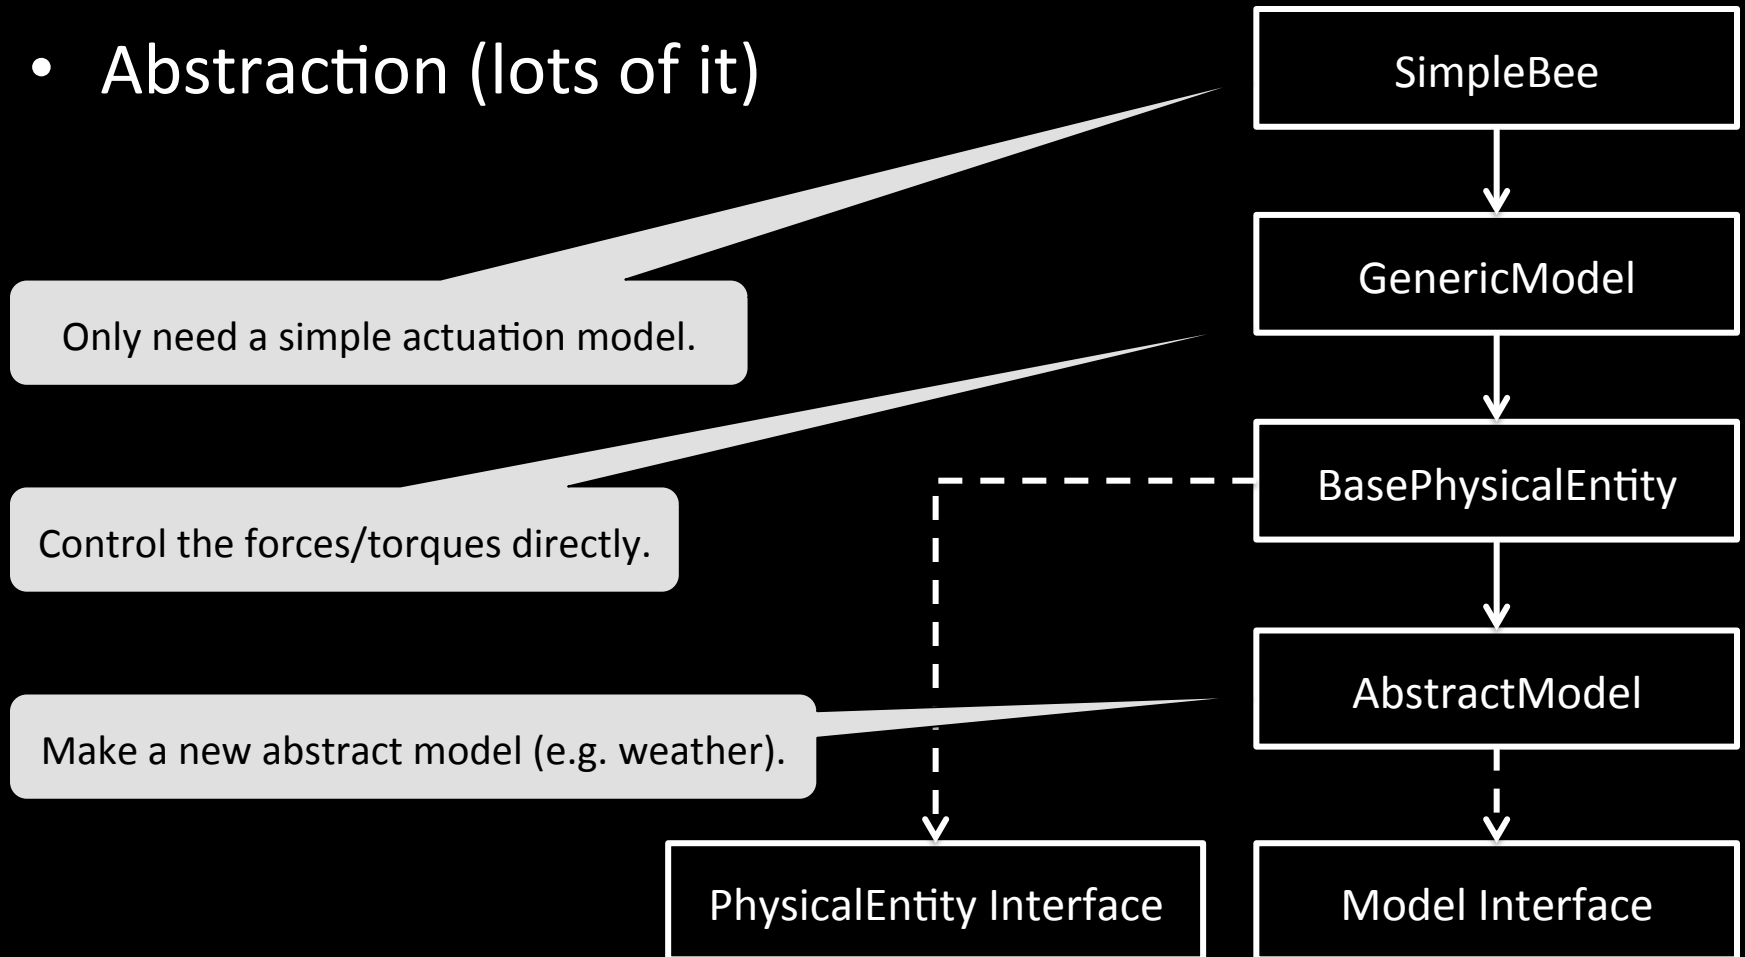 • Abstraction (lots of it)
SimpleBee
GenericModel
Only need a simple actuation model.
BasePhysicalEntity
Control the forces/torques directly.
AbstractModel
Make a new abstract model (e.g. weather).
PhysicalEntity Interface
Model Interface